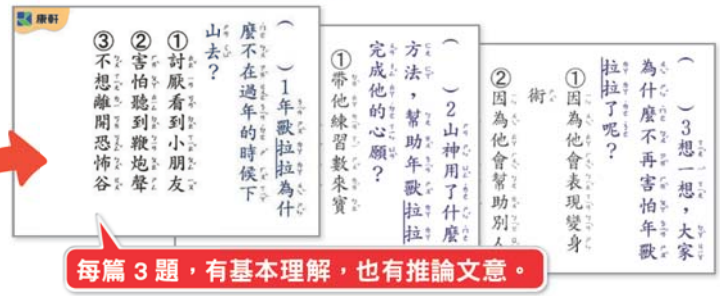 康軒
（　）1年獸拉拉為什
麼不在過年的時候下
山去？
①討厭看到小朋友
②害怕聽到鞭炮聲
③不想離開恐怖谷
（　）2山神用了什麼
方法，幫助年獸拉拉
完成他的心願？
①帶他練習數來寶
（　）3想一想，大家
為什麼不再害怕年獸
拉拉了呢？
①因為他會表現變身
術
②因為他會幫助別人
每篇3題，有基本理解，也有推論文意。